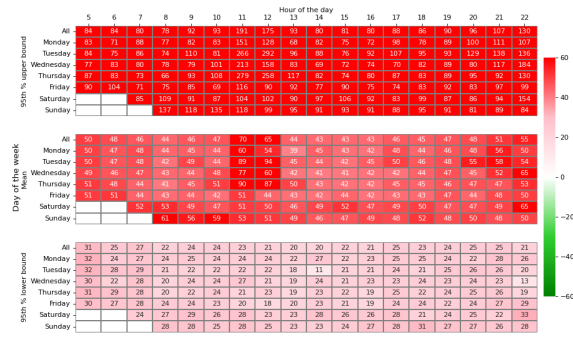 Hour of the day
5 6 7 8 9 10 11 12 13 14 15 16 17 18 19 20 21 22
95th % upper bound
All 84 84 80 78 92 93 191 175 93 80 81 80 88 86 90 96 107 130
Monday 83 71 88 77 82 83 151 128 68 82 75 72 98 78 89 100 111 107
Tuesday 84 75 86 74 110 81 266 292 96 88 76 92 107 95 93 129 138 136
Wednesday 77 83 80 78 79 101 213 158 83 69 72 74 70 82 89 80 117 184
Thursday 87 83 73 66 93 108 279 258 117 82 74 80 87 83 89 95 92 130
Friday 90 104 71 75 85 69 116 90 92 77 90 75 74 83 92 83 97 99
Saturday 85 109 91 87 104 102 90 97 106 92 83 99 87 86 94 154
Sunday 137 118 135 118 99 95 91 93 91 88 95 91 81 89 84
Day of the week
Mean
All 50 48 46 44 46 47 70 65 44 43 43 43 46 45 47 48 51 55
Monday 50 47 48 44 45 44 60 54 39 45 43 42 48 44 46 48 56 50
Tuesday 50 47 48 42 49 44 89 94 45 44 42 45 50 46 48 55 58 54
Wednesday 49 46 47 43 44 48 77 60 42 41 41 42 42 44 47 45 52 65
Thursday 51 48 44 41 45 51 90 87 50 43 42 42 45 45 46 47 47 53
Friday 51 51 44 43 44 42 51 44 43 42 44 42 43 43 47 44 48 50
Saturday 52 53 49 47 51 50 46 49 52 47 49 50 47 47 48 65
Sunday 61 56 59 53 51 49 46 47 49 48 52 48 50 48 50
95th % lower bound
All 31 25 27 22 24 24 23 21 20 20 22 21 25 23 24 25 25 21
Monday 32 24 27 24 25 24 24 22 27 32 22 23 25 25 24 22 28 26
Tuesday 32 28 29 21 22 22 22 22 18 11 21 21 24 21 25 26 26 20
Wednesday 30 22 28 20 24 24 27 21 19 24 21 23 23 24 22 24 23 13
Thursday 31 29 28 20 22 24 21 23 19 23 22 19 25 22 24 25 26 19
Friday 30 27 28 24 24 23 20 18 20 23 21 19 24 24 22 24 27 29
Saturday 24 27 29 26 28 23 23 28 26 26 28 21 24 25 22 33
Sunday 28 28 25 28 25 23 23 24 27 28 31 27 27 26 28
60
40
20
0
−20
−40
−60